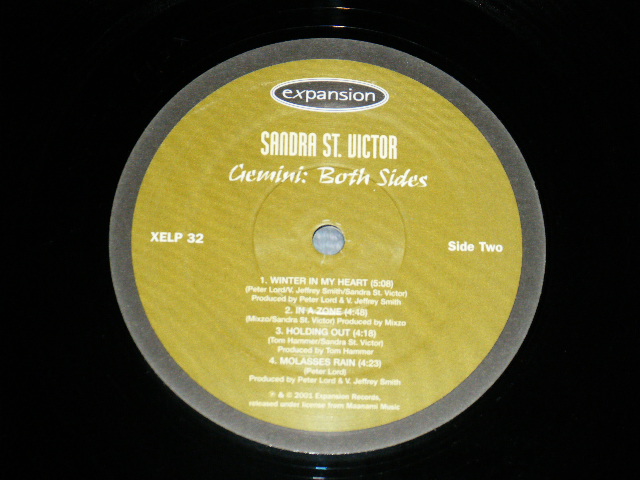 expansion
SANDRA ST. VICTOR
Gemini: Both Sides
XELP 32
Side Two
1. WINTER IN MY HEART (5:08)
(Peter Lord/V. Jeffrey Smith/Sandra St. Victor)
Produced by Peter Lord & V. Jeffrey Smith
2. IN A ZONE (4:48)
(Mixzo/Sandra St. Victor) Produced by Mixzo
3. HOLDING OUT (4:18)
(Tom Hammer/Sandra St. Victor)
Produced by Tom Hammer
4. MOLASSES RAIN (4:23)
(Peter Lord)
Produced by Peter Lord & V. Jeffrey Smith
℗ & © 2001 Expansion Records,
released under license from Maanami Music